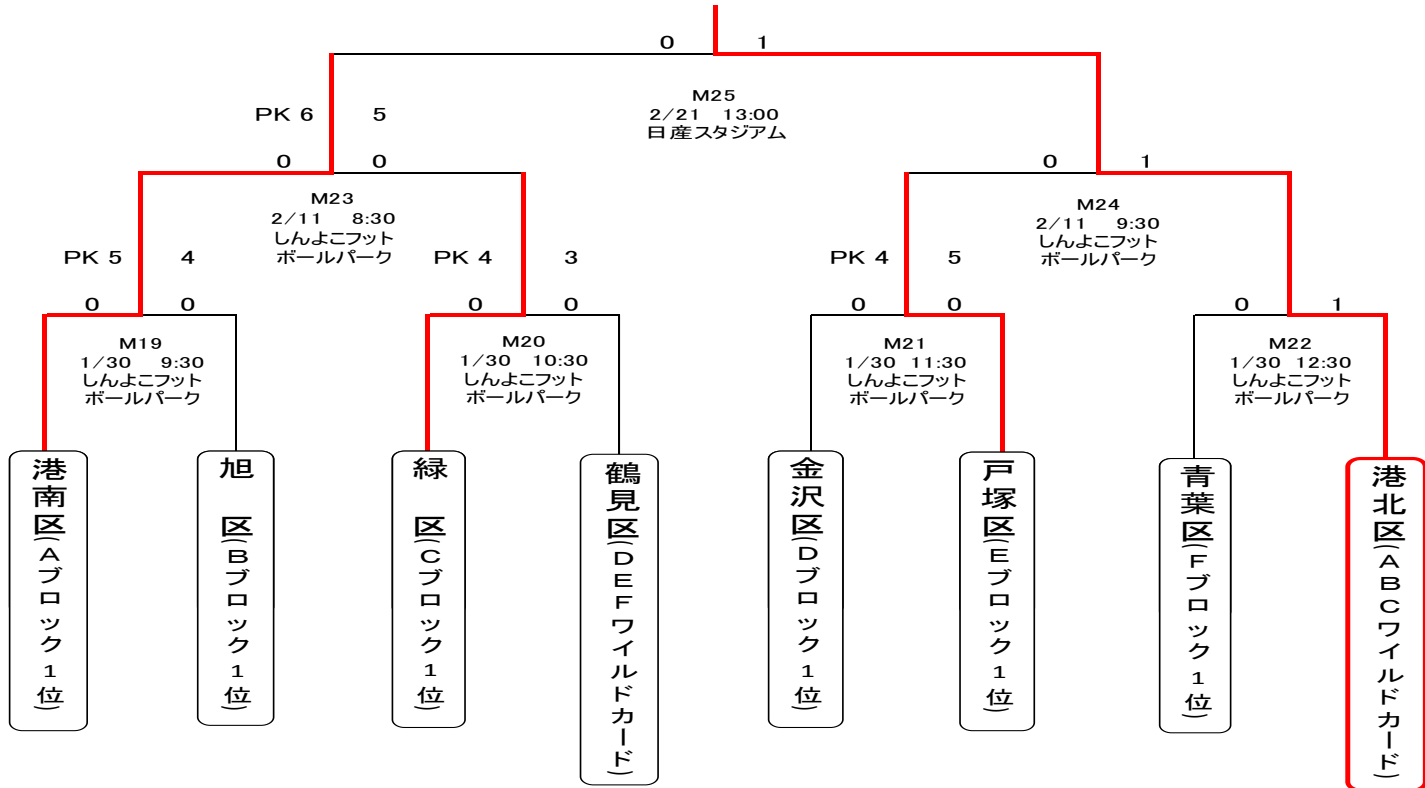 0 1
M25
2/21 13:00
日産スタジアム
PK 6 5
0 0
0 1
M23
2/11 8:30
しんよこフット
ボールパーク
M24
2/11 9:30
しんよこフット
ボールパーク
PK 5 4
PK 4 3
PK 4 5
0 0
0 0
0 0
0 1
M19
1/30 9:30
しんよこフット
ボールパーク
M20
1/30 10:30
しんよこフット
ボールパーク
M21
1/30 11:30
しんよこフット
ボールパーク
M22
1/30 12:30
しんよこフット
ボールパーク
港南区(Aブロック1位)
旭 区(Bブロック1位)
緑 区(Cブロック1位)
鶴見区(DEFワイルドカード)
金沢区(Dブロック1位)
戸塚区(Eブロック1位)
青葉区(Fブロック1位)
港北区(ABCワイルドカード)